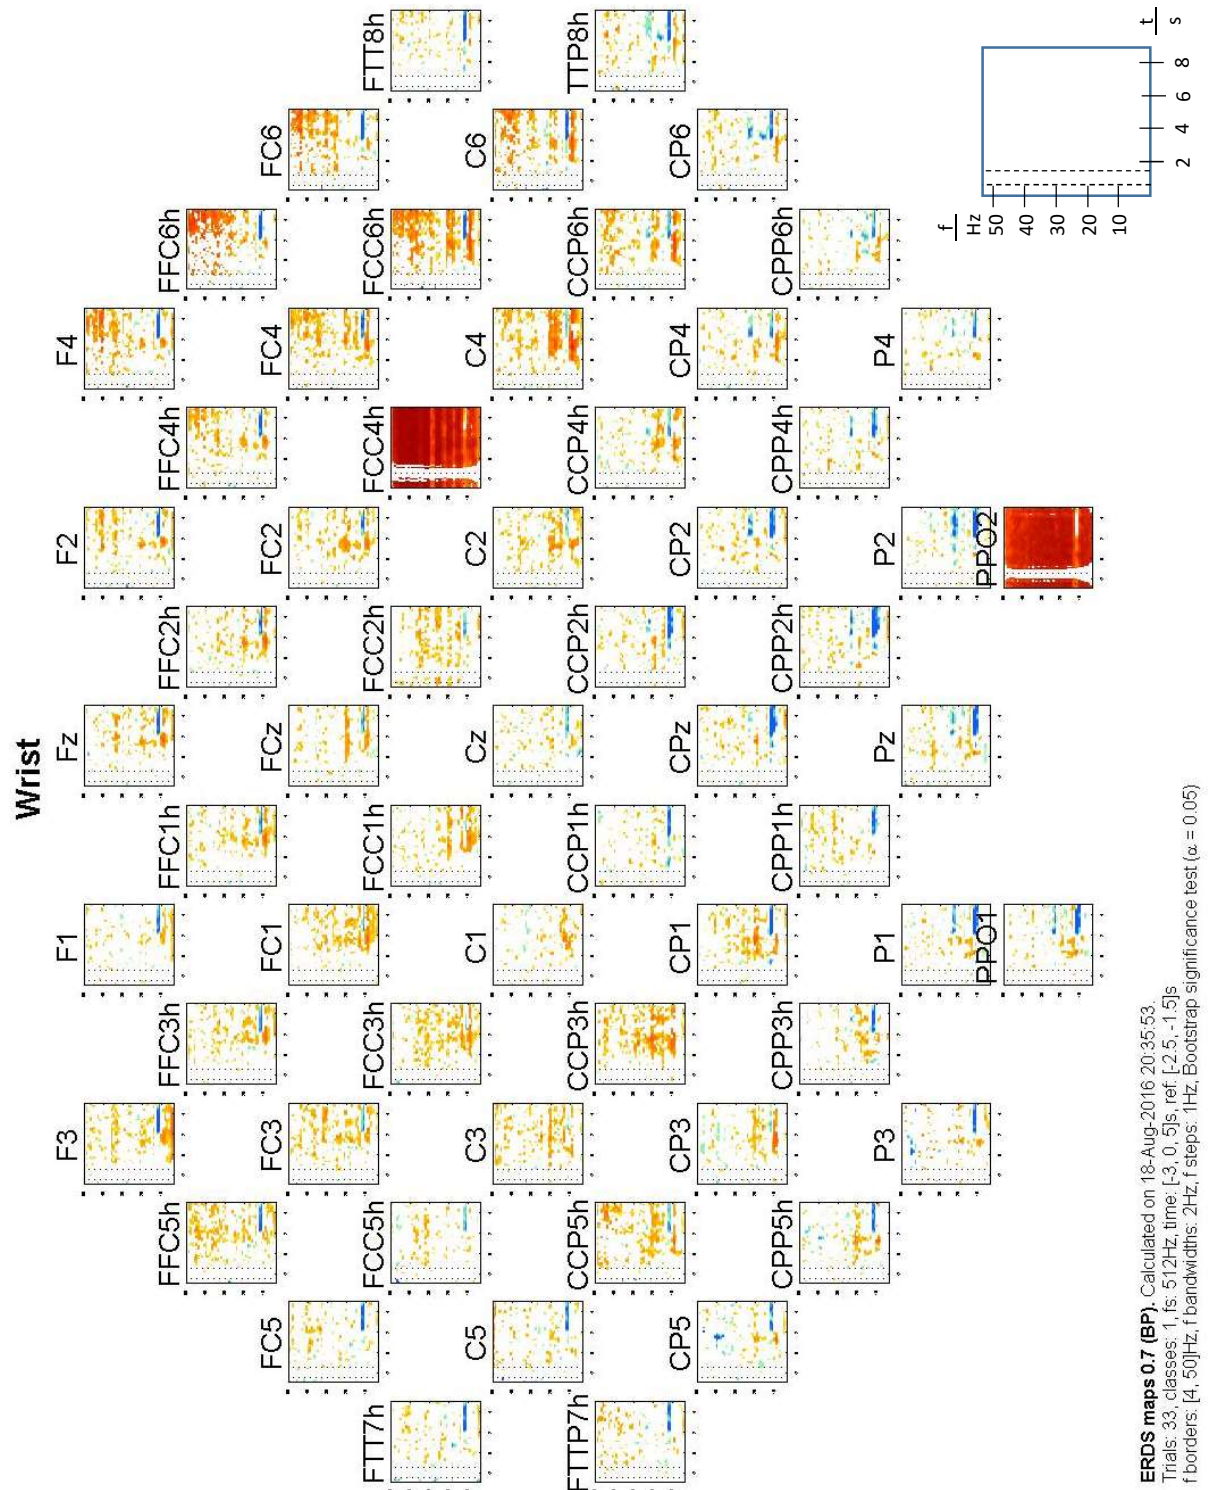 Wrist
F3 F1 Fz F2 F4
FFC5h FFC3h FFC1h FFC2h FFC4h FFC6h
FC5 FC3 FC1 FCz FC2 FC4 FC6
FTT7h FCC5h FCC3h FCC1h FCC2h FCC4h FCC6h FTT8h
C5 C3 C1 Cz C2 C4 C6
FTTP7h CCP5h CCP3h CCP1h CCP2h CCP4h CCP6h TTP8h
CP5 CP3 CP1 CPz CP2 CP4 CP6
CPP5h CPP3h CPP1h CPP2h CPP4h CPP6h
P3 P1 Pz P2 P4
PPO1 PPO2
f
Hz
50
40
30
20
10
2 4 6 8
t
s
ERDS maps 0.7 (BP). Calculated on 18-Aug-2016 20:35:53.
Trials: 33, classes: 1, fs: 512Hz, time: [-3, 0, 5]s, ref: [-2.5, -1.5]s
f borders: [4, 50]Hz, f bandwidths: 2Hz, f steps: 1Hz, Bootstrap significance test (α = 0.05)